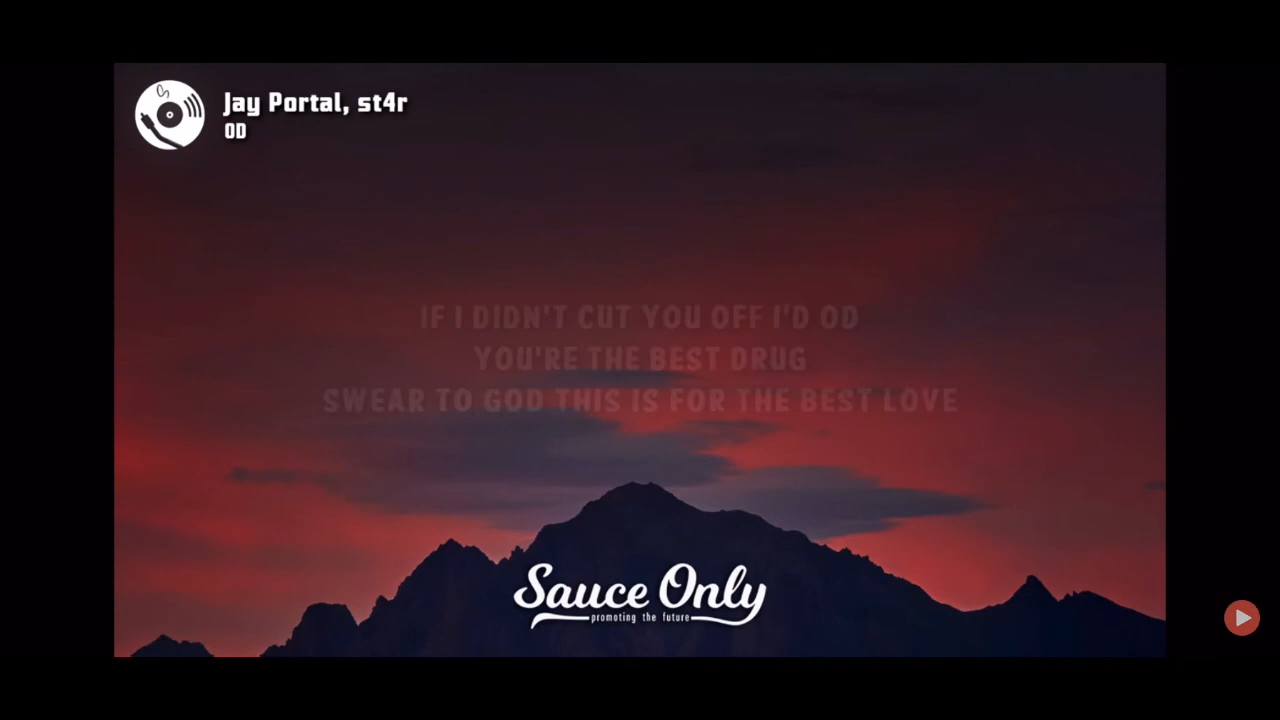 Jay Portal, st4r
OD
IF I DIDN'T CUT YOU OFF I'D OD
YOU'RE THE BEST DRUG
SWEAR TO GOD THIS IS FOR THE BEST LOVE
Sauce Only
promoting the future